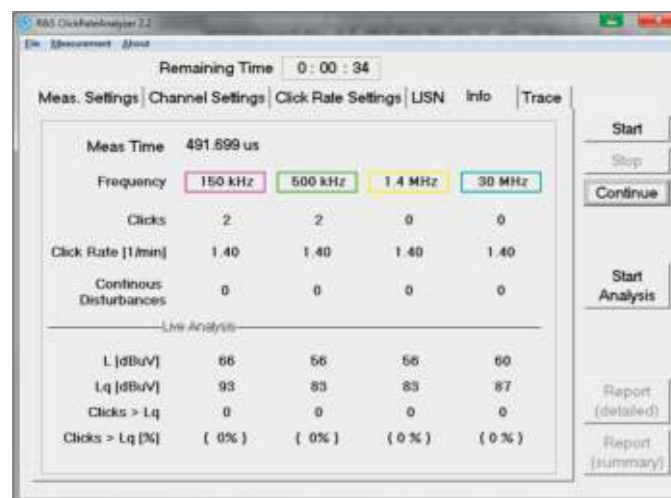 R&S ClickRateAnalyzer 2.2
File Measurement About
Remaining Time 0 : 00 : 34
Meas. Settings Channel Settings Click Rate Settings LISN Info Trace
Meas Time 491.699 us
Frequency 150 kHz 500 kHz 1.4 MHz 30 MHz
Clicks 2 2 0 0
Click Rate [1/min] 1.40 1.40 1.40 1.40
Continous
Disturbances 0 0 0 0
Live Analysis
L [dBuV] 66 56 56 60
Lq [dBuV] 93 83 83 87
Clicks > Lq 0 0 0 0
Clicks > Lq [%] ( 0% ) ( 0% ) ( 0 % ) ( 0 % )
Start
Stop
Continue
Start
Analysis
Report
(detailed)
Report
(summary)